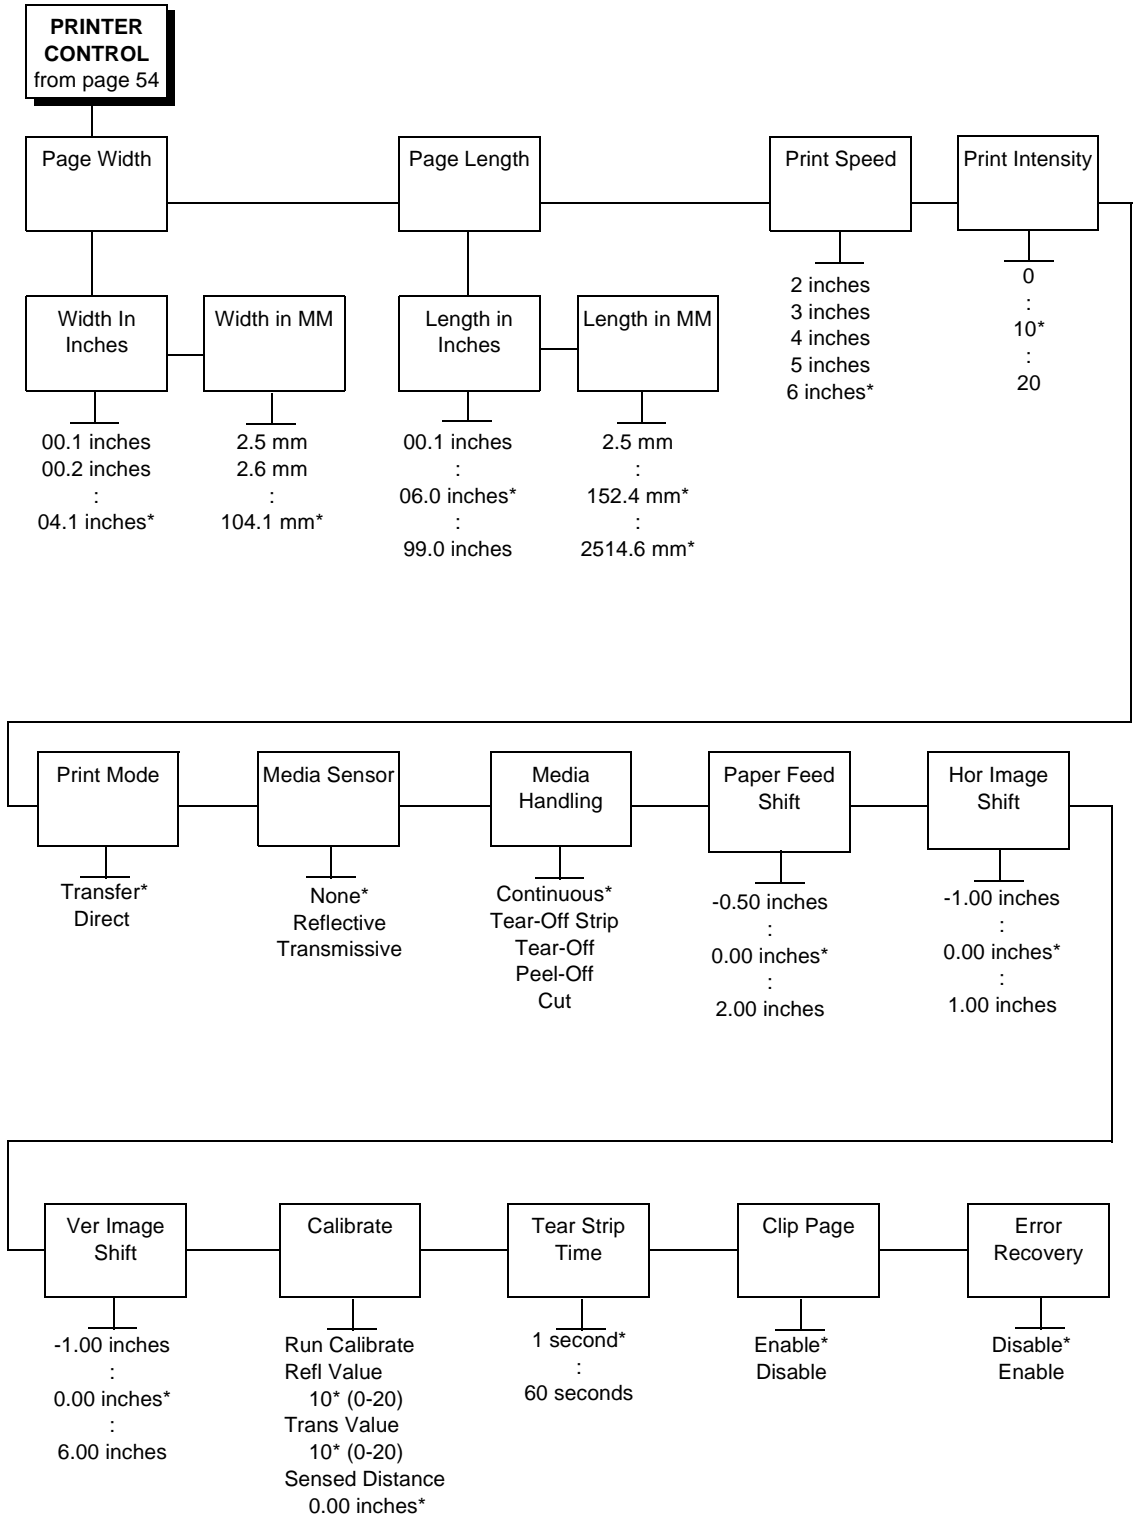 PRINTER
CONTROL
from page 54
Page Width
Page Length
Print Speed
Print Intensity
2 inches
3 inches
4 inches
5 inches
6 inches*
0
:
10*
:
20
Width In
Inches
Width in MM
Length in
Inches
Length in MM
00.1 inches
00.2 inches
:
04.1 inches*
2.5 mm
2.6 mm
:
104.1 mm*
00.1 inches
:
06.0 inches*
:
99.0 inches
2.5 mm
:
152.4 mm*
:
2514.6 mm*
Print Mode
Media Sensor
Media
Handling
Paper Feed
Shift
Hor Image
Shift
Transfer*
Direct
None*
Reflective
Transmissive
Continuous*
Tear-Off Strip
Tear-Off
Peel-Off
Cut
-0.50 inches
:
0.00 inches*
:
2.00 inches
-1.00 inches
:
0.00 inches*
:
1.00 inches
Ver Image
Shift
Calibrate
Tear Strip
Time
Clip Page
Error
Recovery
-1.00 inches
:
0.00 inches*
:
6.00 inches
Run Calibrate
Refl Value
10* (0-20)
Trans Value
10* (0-20)
Sensed Distance
0.00 inches*
1 second*
:
60 seconds
Enable*
Disable
Disable*
Enable